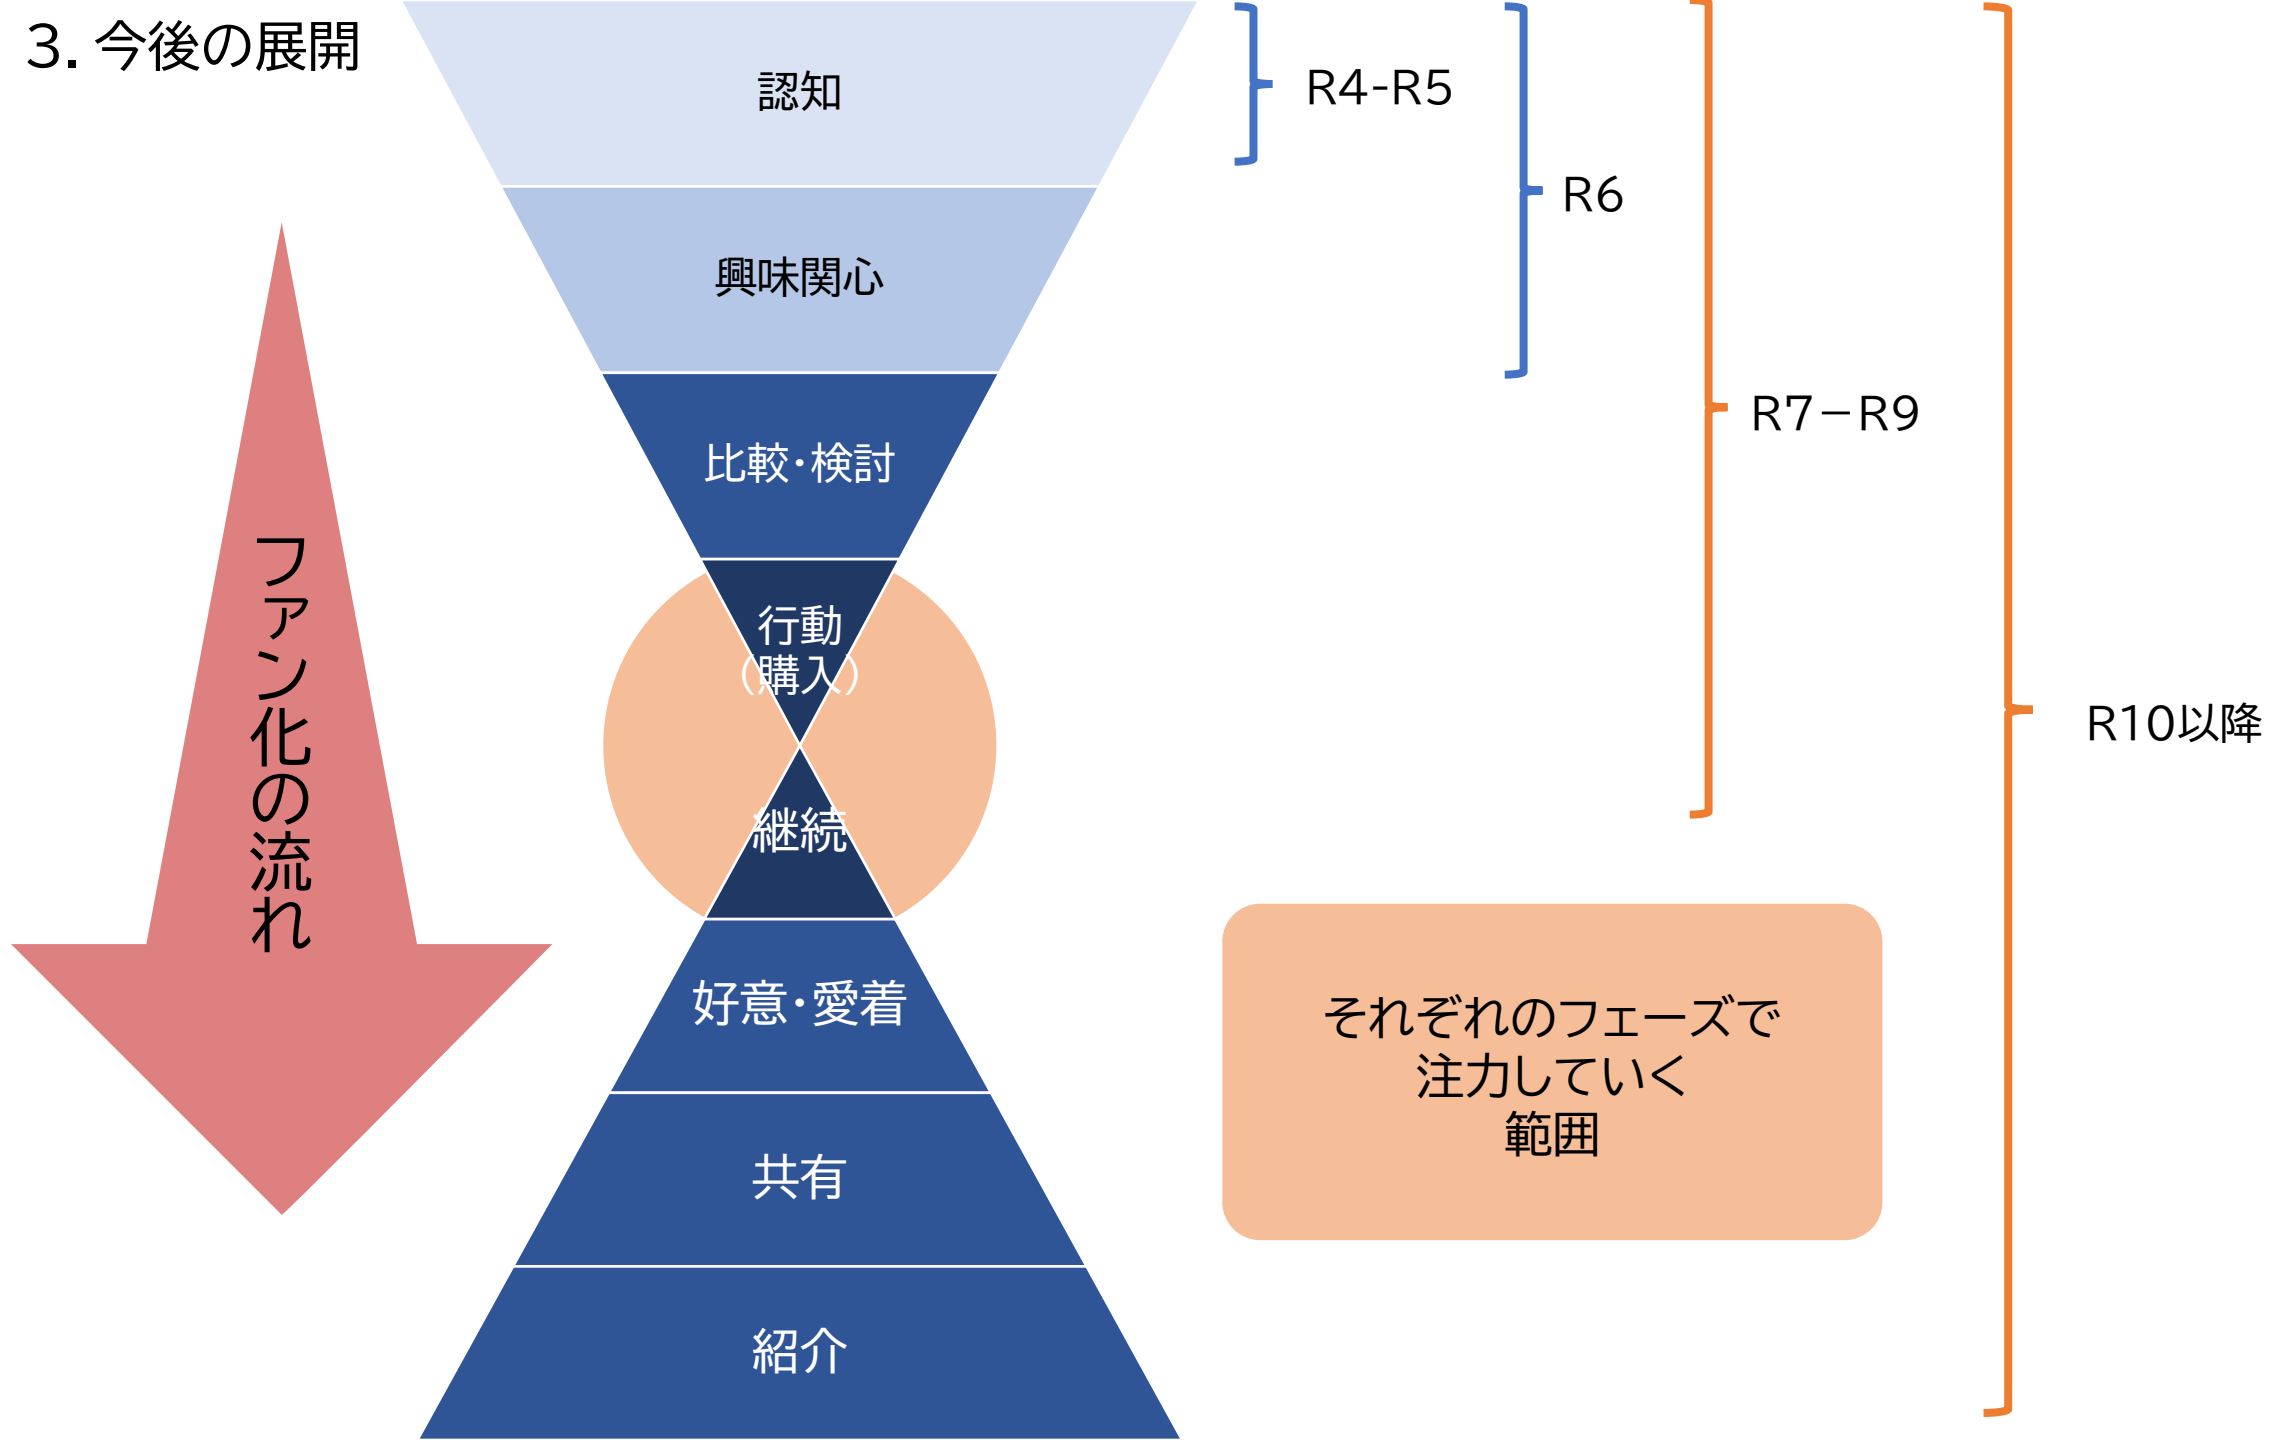 ３．今後の展開
認知
興味関心
比較・検討
行動
（購入）
継続
好意・愛着
共有
紹介
ファン化の流れ
R4-R5
R6
R7－R9
R10以降
それぞれのフェーズで
注力していく
範囲